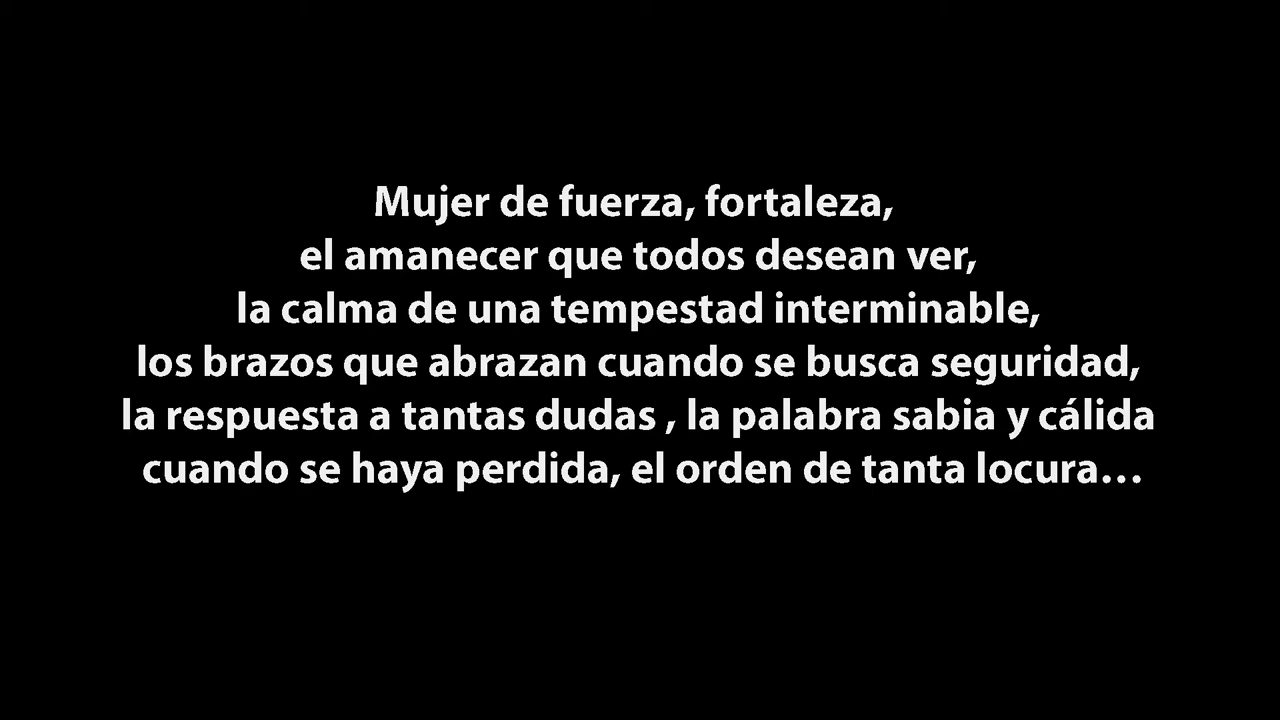 Mujer de fuerza, fortaleza,
el amanecer que todos desean ver,
la calma de una tempestad interminable,
los brazos que abrazan cuando se busca seguridad,
la respuesta a tantas dudas , la palabra sabia y cálida
cuando se haya perdida, el orden de tanta locura…